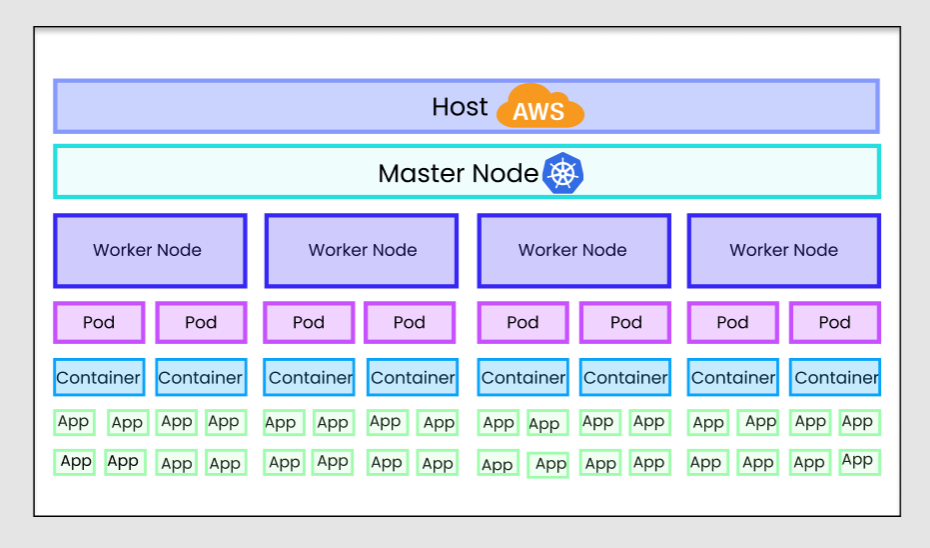 Host AWS
Master Node
Worker Node Worker Node Worker Node Worker Node
Pod Pod Pod Pod Pod Pod Pod Pod
Container Container Container Container Container Container Container Container
App App App App App App App App App App App App App App App App
App App App App App App App App App App App App App App App App